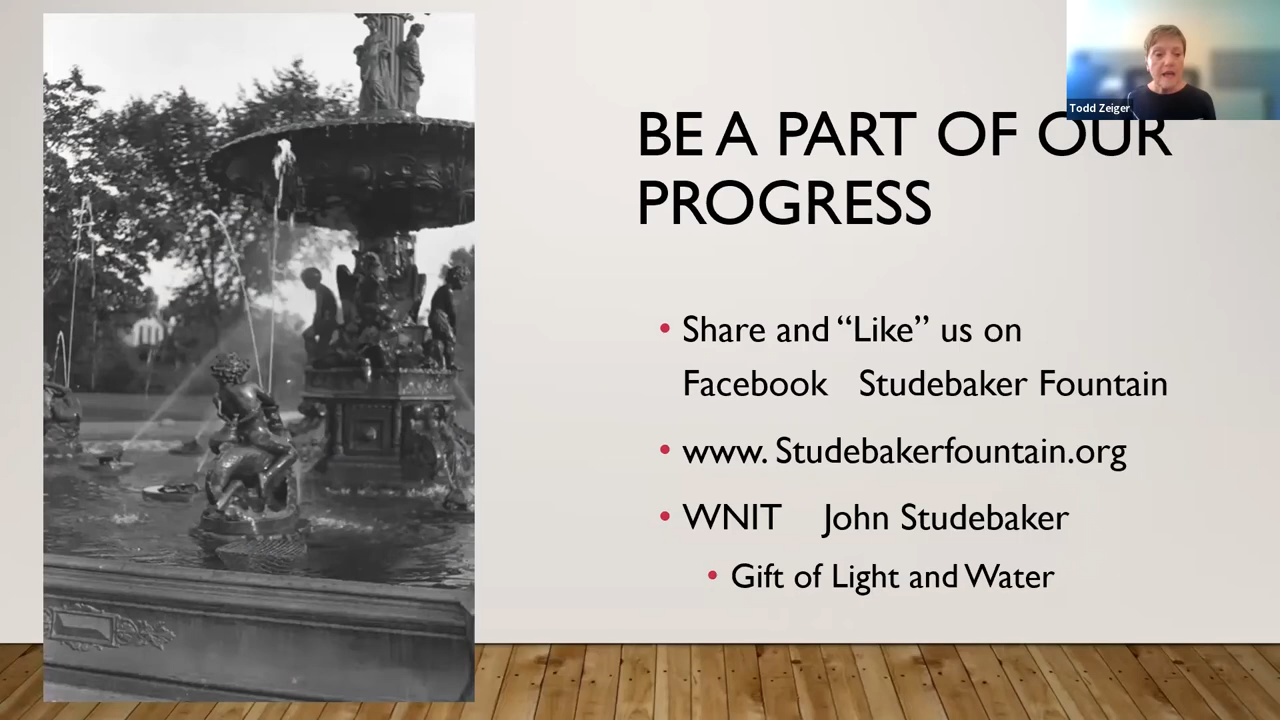 Todd Zeiger
BE A PART OF OUR
PROGRESS
• Share and “Like” us on
Facebook Studebaker Fountain
• www. Studebakerfountain.org
• WNIT John Studebaker
• Gift of Light and Water